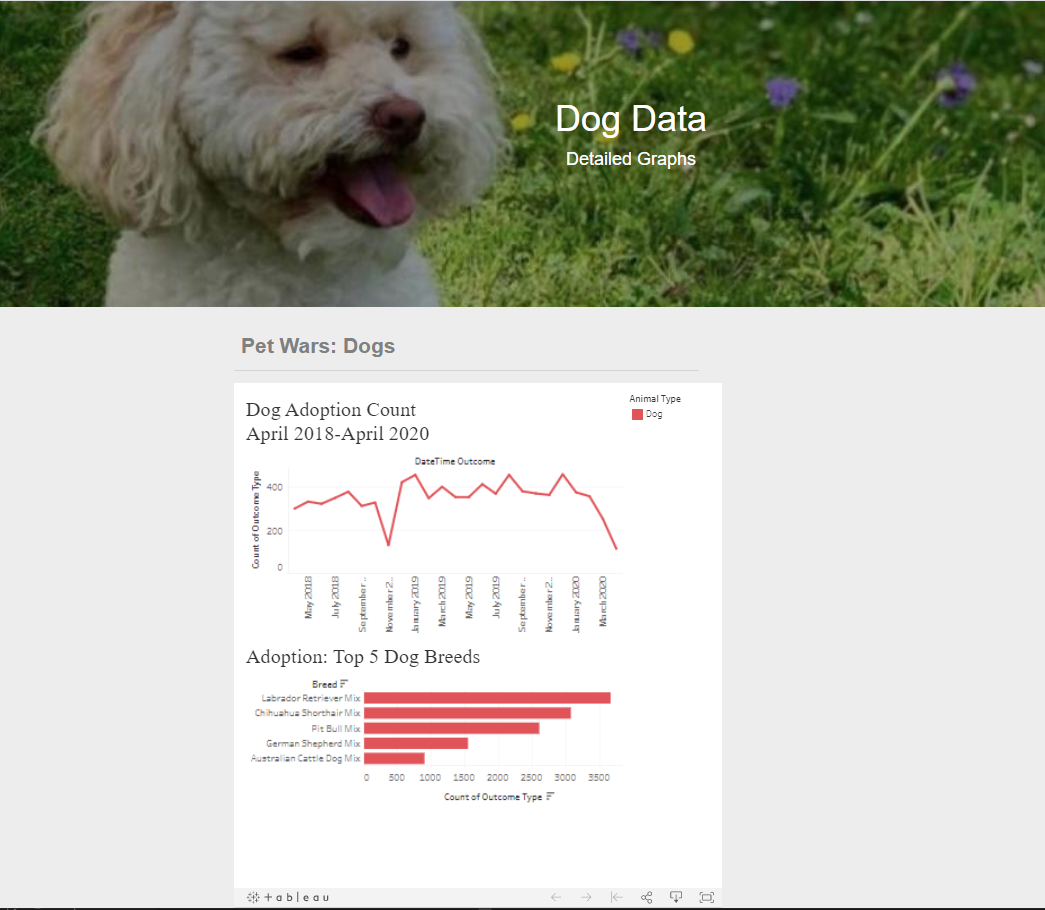 Dog Data
Detailed Graphs
Pet Wars: Dogs
Dog Adoption Count
April 2018-April 2020
Animal Type
Dog
DateTime Outcome
Count of Outcome Type
400
200
0
May 2018
July 2018
September ..
November 2...
January 2019
March 2019
May 2019
July 2019
September ..
November 2...
January 2020
March 2020
Adoption: Top 5 Dog Breeds
Breed
Labrador Retriever Mix
Chihuahua Shorthair Mix
Pit Bull Mix
German Shepherd Mix
Australian Cattle Dog Mix
0 500 1000 1500 2000 2500 3000 3500
Count of Outcome Type
+ a b l e a u